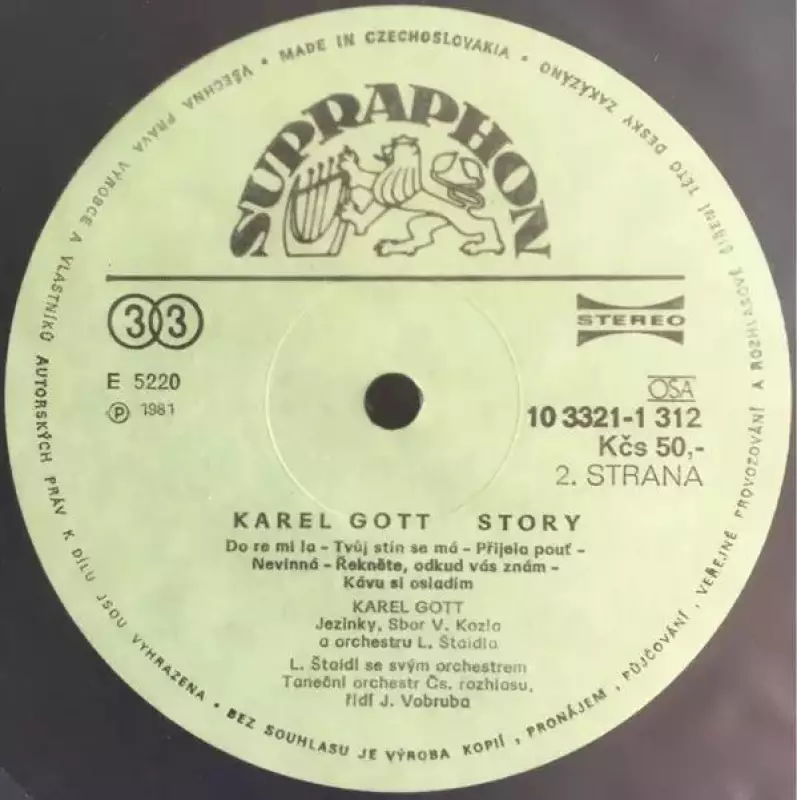 • VŠECHNA PRÁVA VÝROBCE A VLASTNÍKŮ AUTORSKÝCH PRÁV K DÍLU JSOU VYHRAZENA • BEZ SOUHLASU JE VÝROBA KOPIÍ, PRONÁJEM, PŮJČOVÁNÍ, VEŘEJNÉ PROVOZOVÁNÍ A ROZHLASOVÉ ŠÍŘENÍ TÉTO DESKY ZAKÁZÁNO •
MADE IN CZECHOSLOVAKIA
SUPRAPHON
33
STEREO
E 5220
Ⓟ 1981
OSA
10 3321-1 312
Kčs 50,-
2. STRANA
KAREL GOTT STORY
Do re mi la – Tvůj stín se má – Přijela pouť –
Nevinná – Řekněte, odkud vás znám –
Kávu si osladím
KAREL GOTT
Jezinky, Sbor V. Kozla
a orchestru L. Štaidla
L. Štaidl se svým orchestrem
Taneční orchestr Čs. rozhlasu,
řídí J. Vobruba